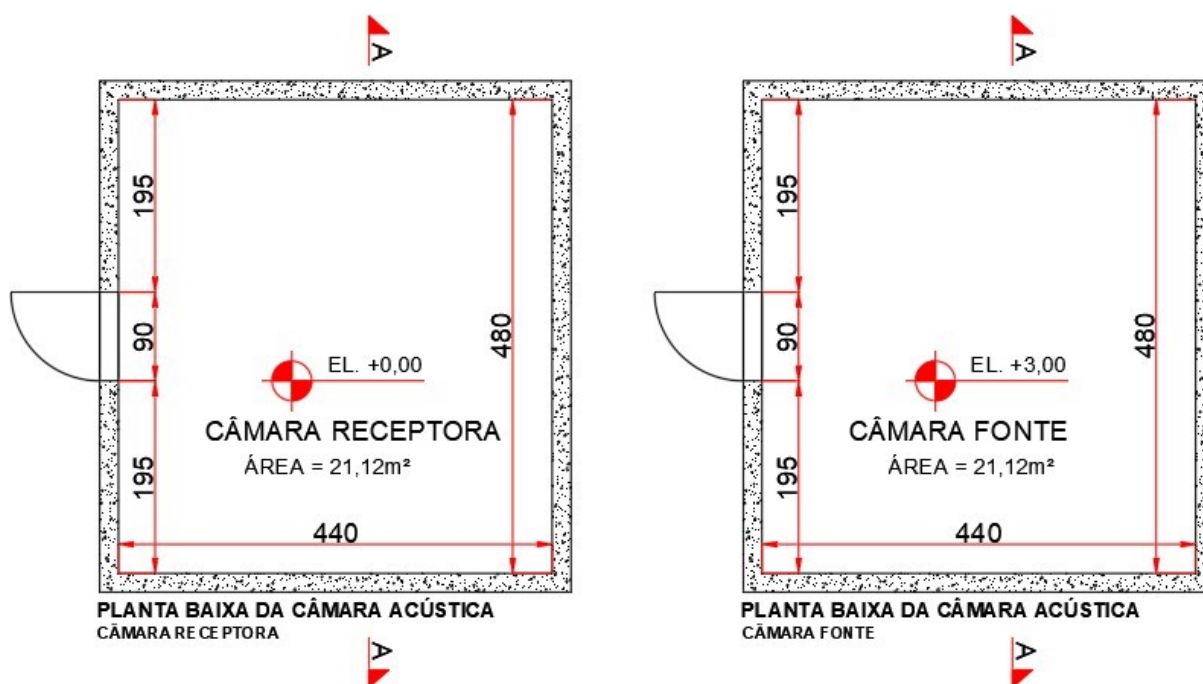 A
195
90
195
480
EL. +0,00
CÂMARA RECEPTORA
ÁREA = 21,12m²
440
PLANTA BAIXA DA CÂMARA ACÚSTICA
CÂMARA RECEPTORA
A
A
195
90
195
480
EL. +3,00
CÂMARA FONTE
ÁREA = 21,12m²
440
PLANTA BAIXA DA CÂMARA ACÚSTICA
CÂMARA FONTE
A